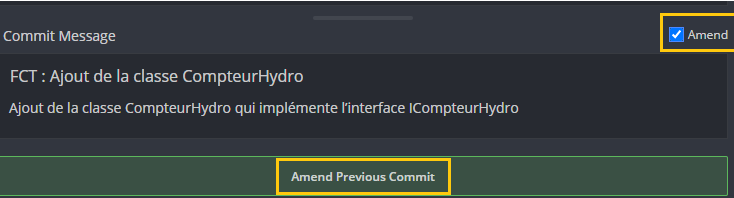 Commit Message
Amend
FCT : Ajout de la classe CompteurHydro
Ajout de la classe CompteurHydro qui implémente l’interface ICompteurHydro
Amend Previous Commit